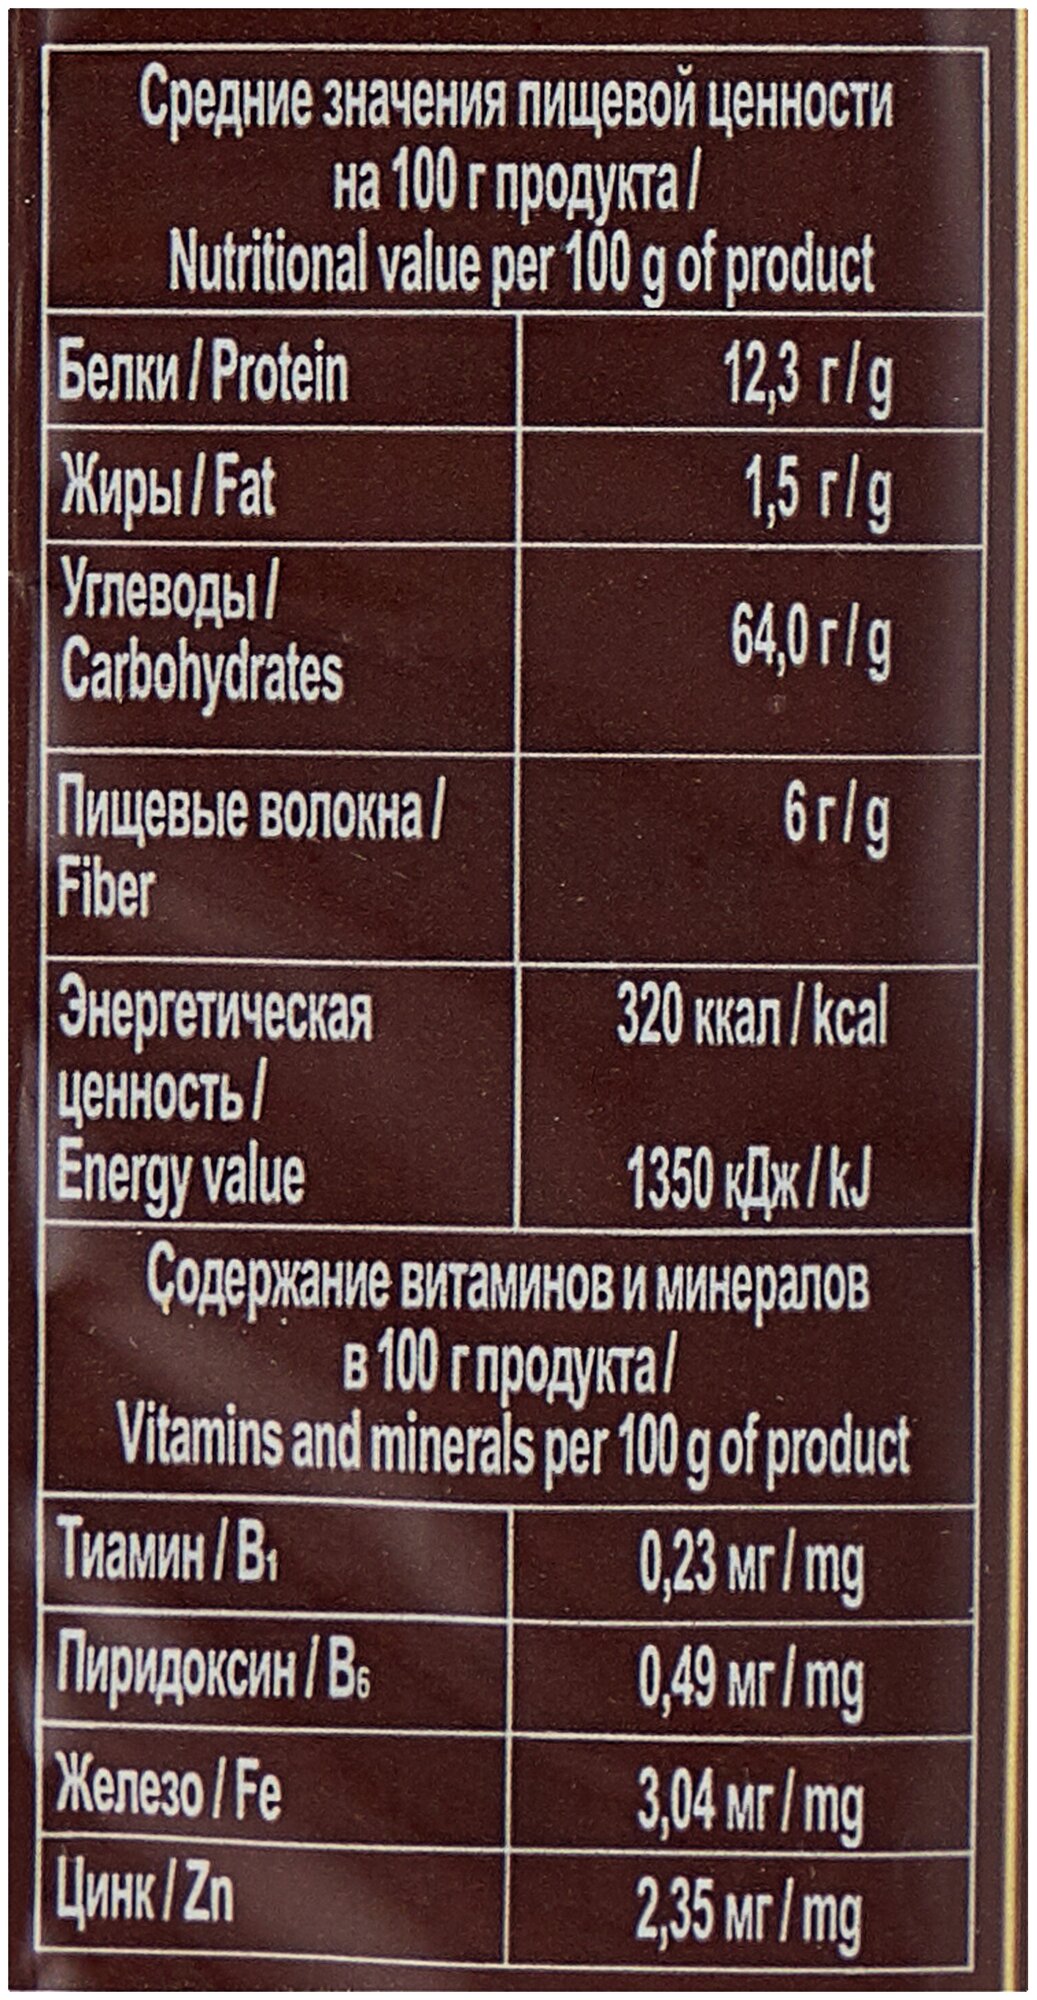 Средние значения пищевой ценности
на 100 г продукта /
Nutritional value per 100 g of product
Белки / Protein 12,3 г / g
Жиры / Fat 1,5 г / g
Углеводы /
Carbohydrates 64,0 г / g
Пищевые волокна / 6 г / g
Fiber
Энергетическая 320 ккал / kcal
ценность /
Energy value 1350 кДж / kJ
Содержание витаминов и минералов
в 100 г продукта /
Vitamins and minerals per 100 g of product
Тиамин / B₁ 0,23 мг / mg
Пиридоксин / B₆ 0,49 мг / mg
Железо / Fe 3,04 мг / mg
Цинк / Zn 2,35 мг / mg